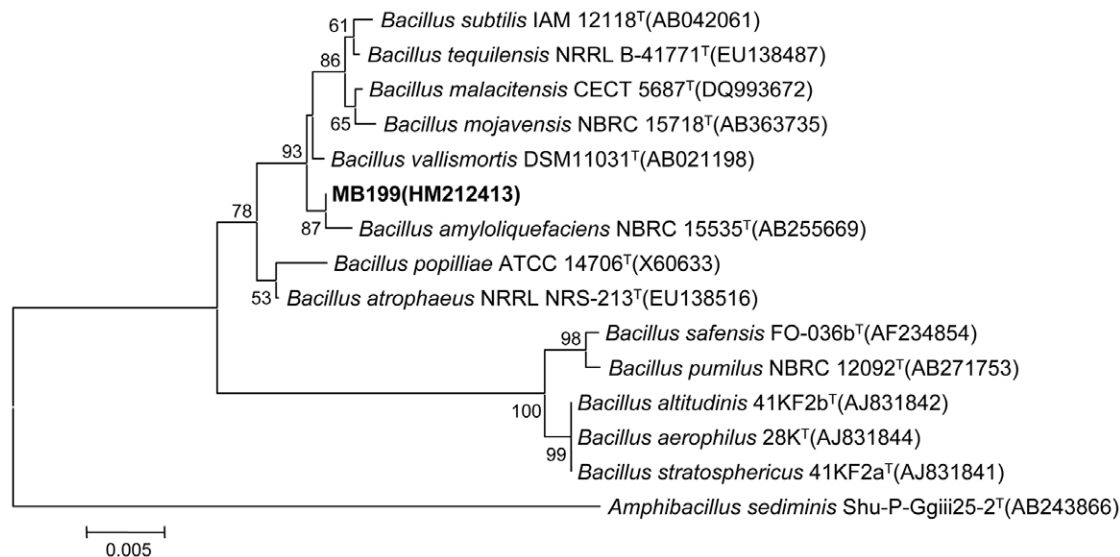 61 Bacillus subtilis IAM 12118ᵀ(AB042061)
Bacillus tequilensis NRRL B-41771ᵀ(EU138487)
86
Bacillus malacitensis CECT 5687ᵀ(DQ993672)
65 Bacillus mojavensis NBRC 15718ᵀ(AB363735)
93
Bacillus vallismortis DSM11031ᵀ(AB021198)
MB199(HM212413)
78
87 Bacillus amyloliquefaciens NBRC 15535ᵀ(AB255669)
Bacillus popilliae ATCC 14706ᵀ(X60633)
53 Bacillus atrophaeus NRRL NRS-213ᵀ(EU138516)
98 Bacillus safensis FO-036bᵀ(AF234854)
Bacillus pumilus NBRC 12092ᵀ(AB271753)
100
Bacillus altitudinis 41KF2bᵀ(AJ831842)
Bacillus aerophilus 28Kᵀ(AJ831844)
99
Bacillus stratosphericus 41KF2aᵀ(AJ831841)
Amphibacillus sediminis Shu-P-Ggiii25-2ᵀ(AB243866)
0.005